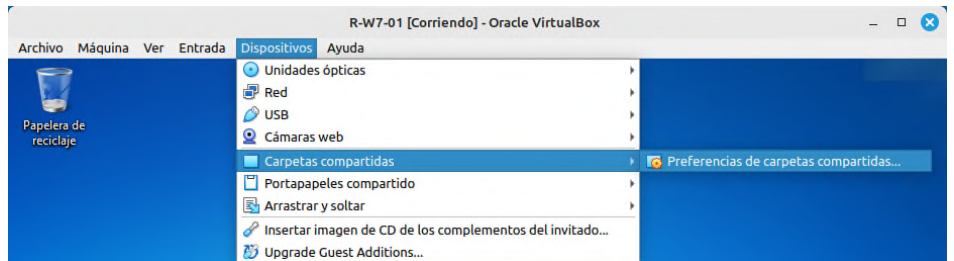 R-W7-01 [Corriendo] - Oracle VirtualBox
Archivo Máquina Ver Entrada Dispositivos Ayuda
Papelera de
reciclaje
Unidades ópticas
Red
USB
Cámaras web
Carpetas compartidas
Preferencias de carpetas compartidas...
Portapapeles compartido
Arrastrar y soltar
Insertar imagen de CD de los complementos del invitado...
Upgrade Guest Additions...